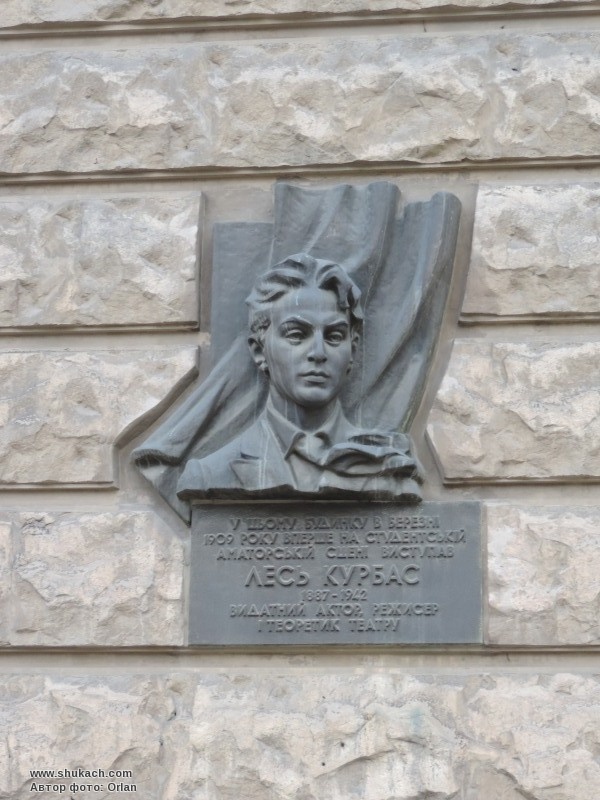 У ЦЬОМУ БУДИНКУ В БЕРЕЗНІ
1909 РОКУ ВПЕРШЕ НА СТУДЕНТСЬКІЙ
АМАТОРСЬКІЙ СЦЕНІ ВИСТУПАВ
ЛЕСЬ КУРБАС
1887-1942
ВИДАТНИЙ АКТОР, РЕЖИСЕР
І ТЕОРЕТИК ТЕАТРУ
www.shukach.com
Автор фото: Orlan